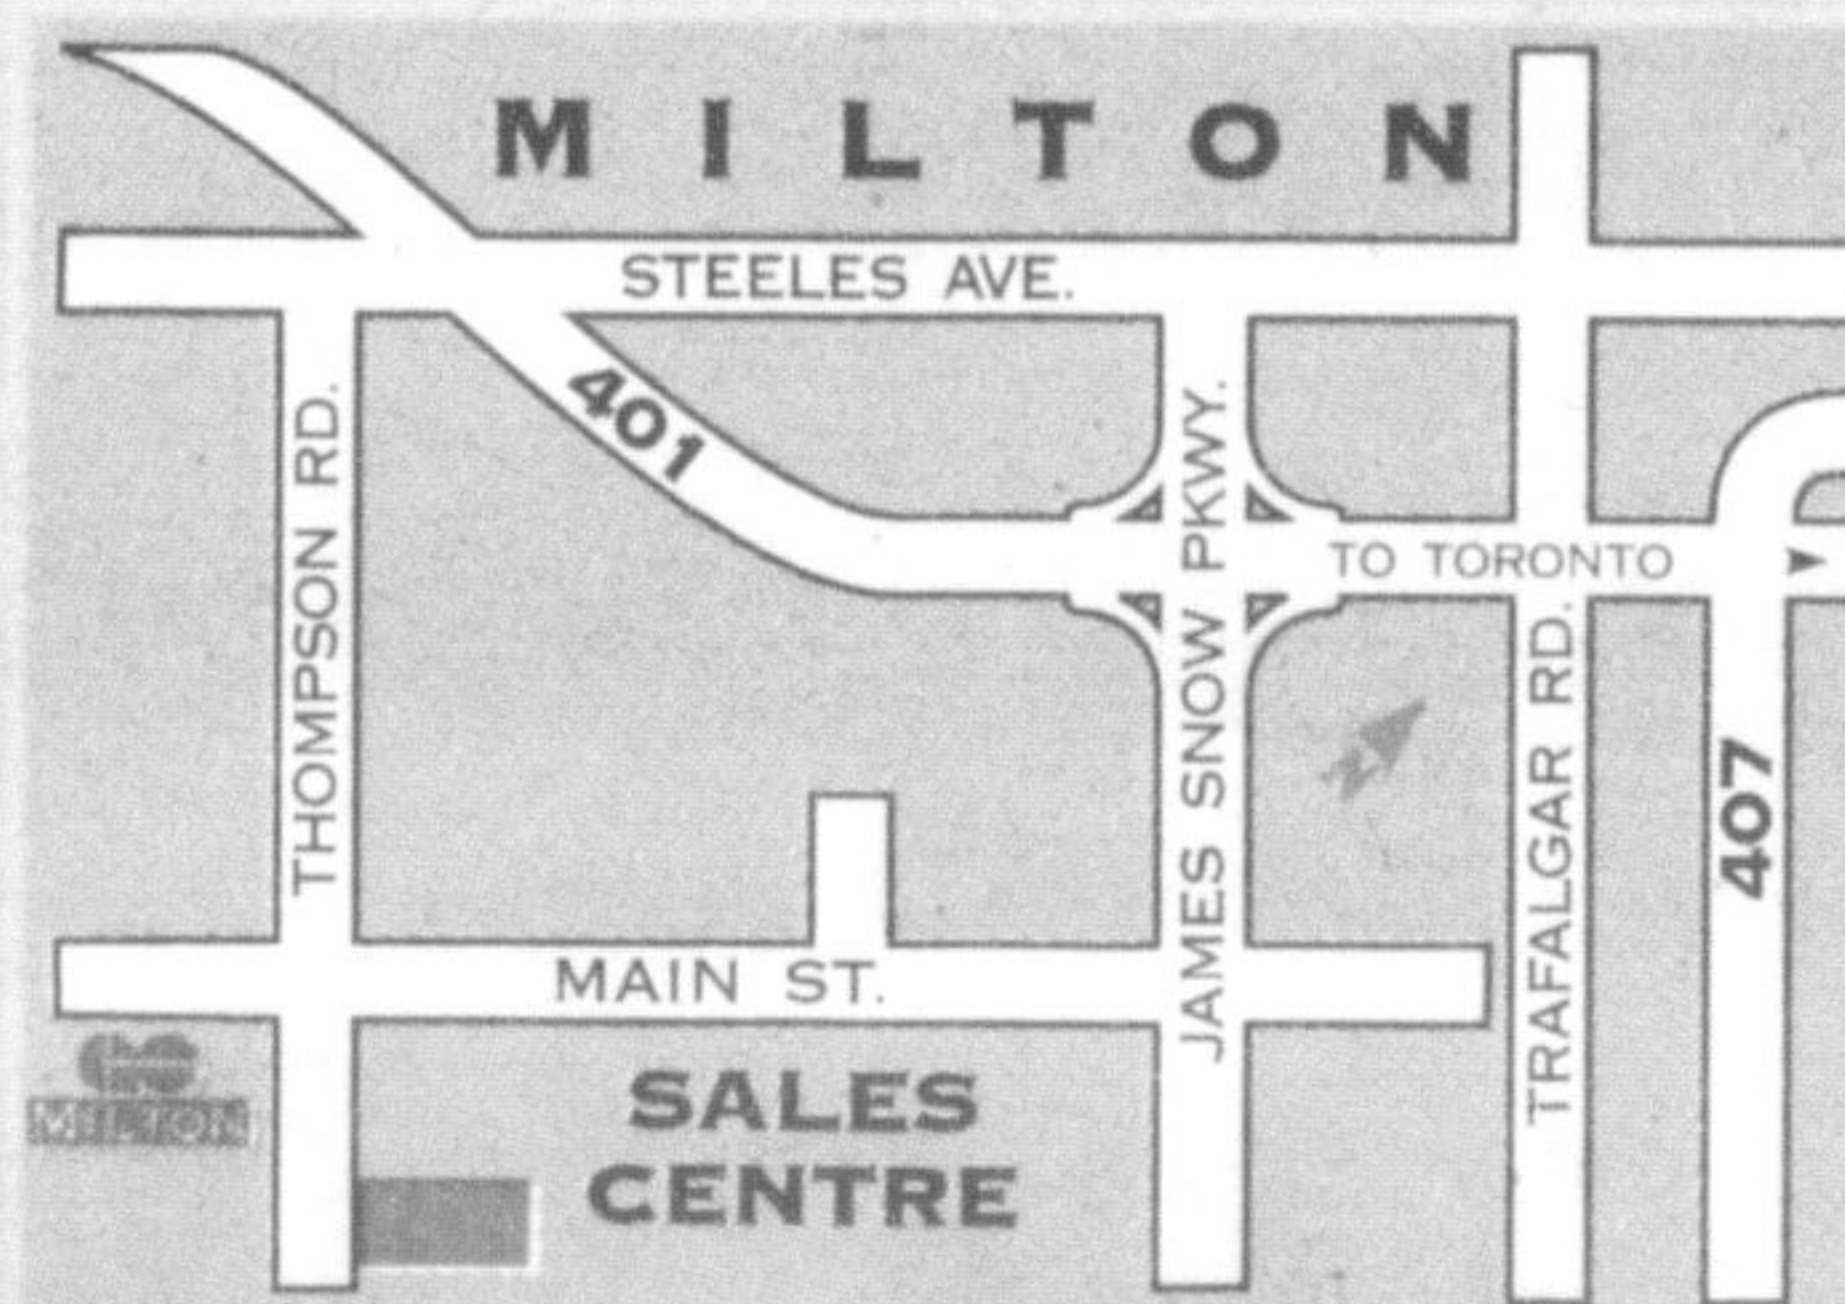 MILTON
STEELES AVE.
401
THOMPSON RD.
JAMES SNOW PKWY.
TO TORONTO
TRAFALGAR RD.
407
N
MAIN ST.
GO
MILTON
SALES
CENTRE